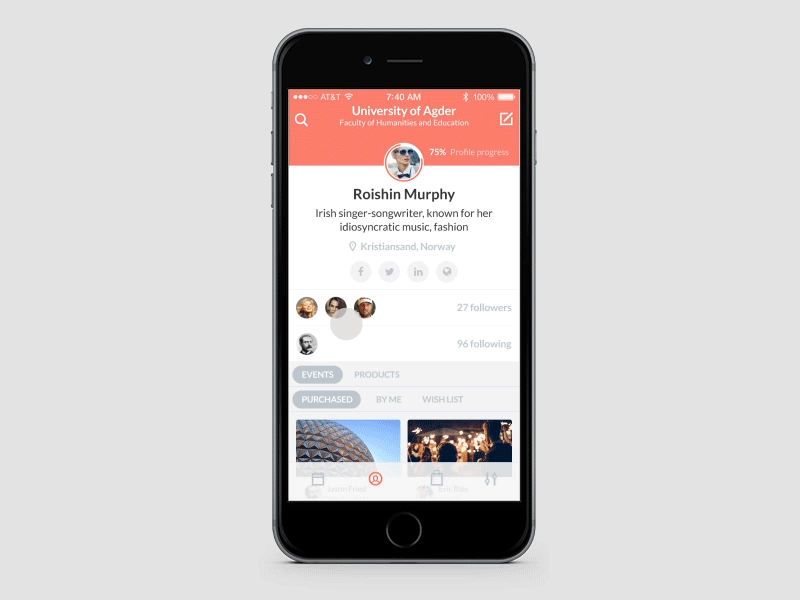 AT&T 7:40 AM 100%
University of Agder
Faculty of Humanities and Education
75% Profile progress
Roishin Murphy
Irish singer-songwriter, known for her
idiosyncratic music, fashion
Kristiansand, Norway
27 followers
96 following
EVENTS PRODUCTS
PURCHASED BY ME WISH LIST
Jason Fried